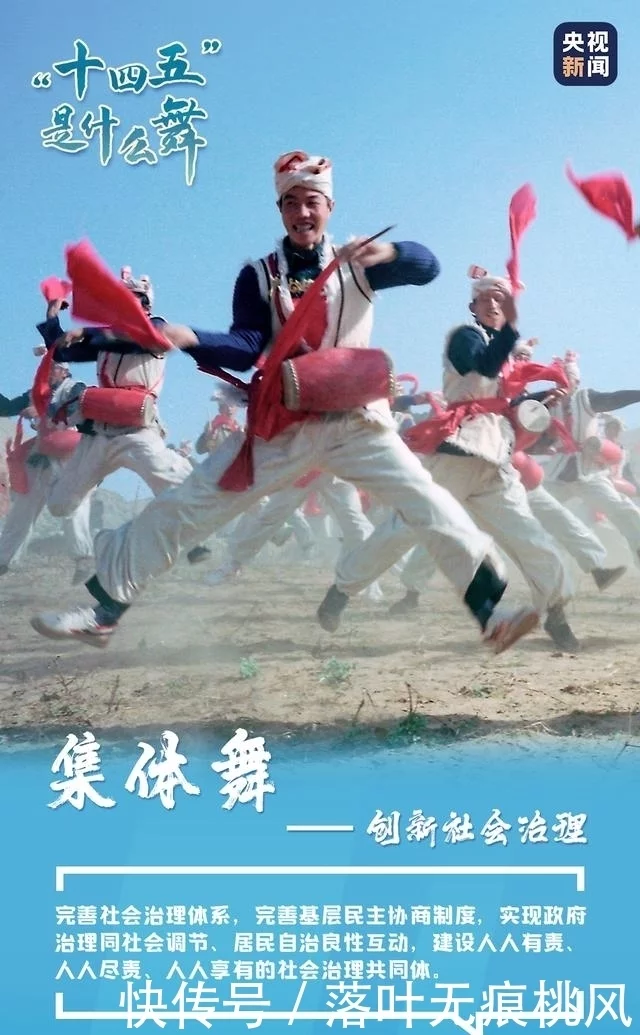 “十四五”
是什么舞
央视
新闻
集体舞
——创新社会治理
完善社会治理体系，完善基层民主协商制度，实现政府
治理同社会调节、居民自治良性互动，建设人人有责、
人人尽责、人人享有的社会治理共同体。
快传号/落叶无痕桃风